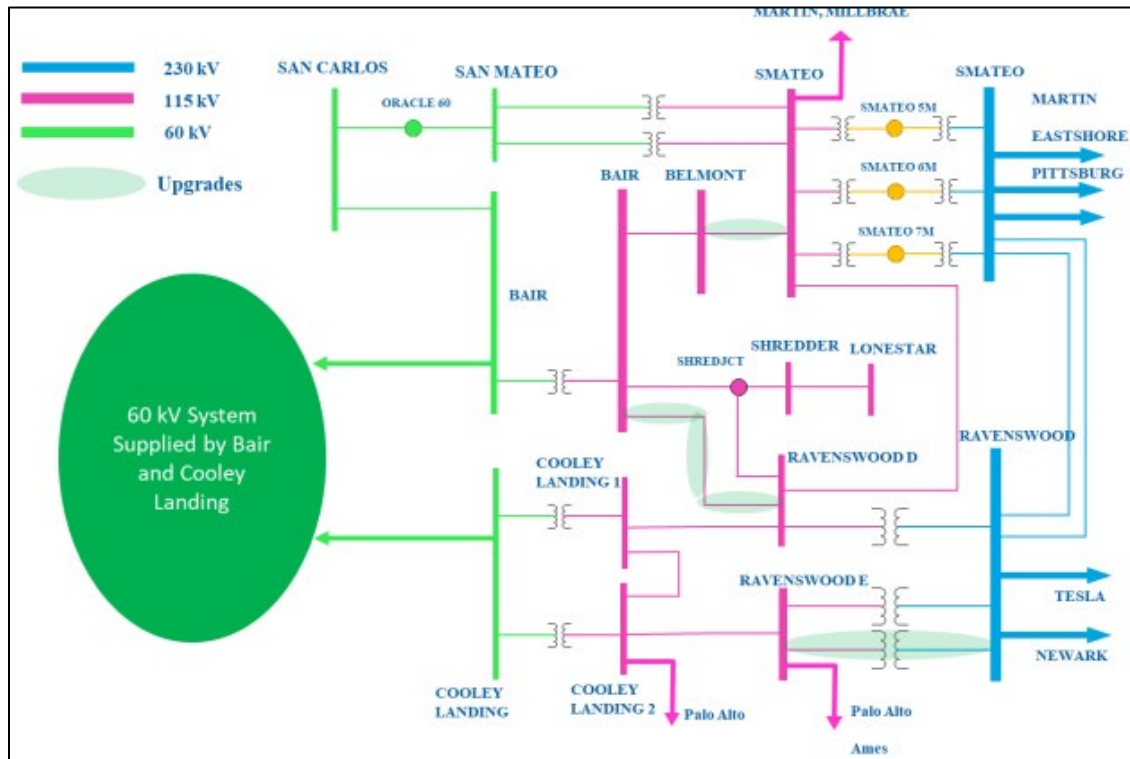 MARTIN, MILLBRAE
230 kV
115 kV
60 kV
Upgrades
SAN CARLOS
SAN MATEO
ORACLE 60
SMATEO
SMATEO
SMATEO 5M
SMATEO 6M
SMATEO 7M
MARTIN
EASTSHORE
PITTSBURG
BAIR
BELMONT
BAIR
SHREDJCT
SHREDDER
LONESTAR
60 kV System
Supplied by Bair
and Cooley
Landing
COOLEY
LANDING 1
RAVENSWOOD D
RAVENSWOOD
RAVENSWOOD E
TESLA
NEWARK
COOLEY
LANDING
COOLEY
LANDING 2
Palo Alto
Palo Alto
Ames